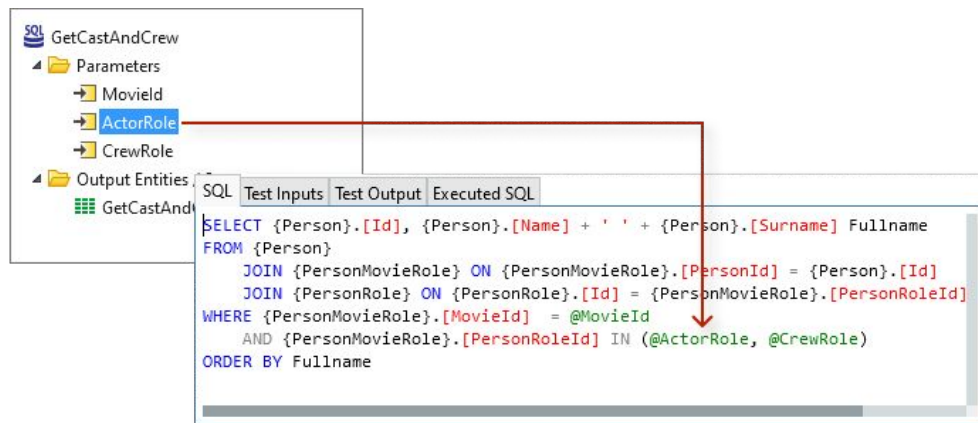 SQL
GetCastAndCrew
Parameters
MovieId
ActorRole
CrewRole
Output Entities /
GetCastAnd
SQL Test Inputs Test Output Executed SQL
SELECT {Person}.[Id], {Person}.[Name] + ' ' + {Person}.[Surname] Fullname
FROM {Person}
JOIN {PersonMovieRole} ON {PersonMovieRole}.[PersonId] = {Person}.[Id]
JOIN {PersonRole} ON {PersonRole}.[Id] = {PersonMovieRole}.[PersonRoleId]
WHERE {PersonMovieRole}.[MovieId] = @MovieId
AND {PersonMovieRole}.[PersonRoleId] IN (@ActorRole, @CrewRole)
ORDER BY Fullname